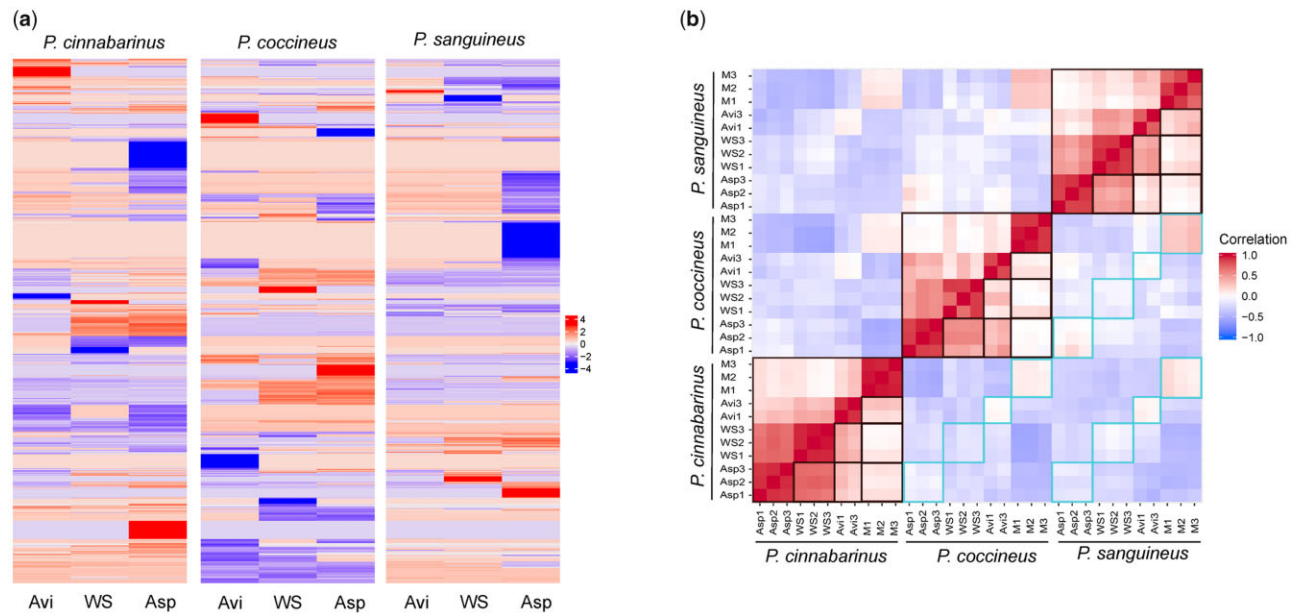 (a)
P. cinnabarinus P. coccineus P. sanguineus
4
2
0
−2
−4
Avi WS Asp Avi WS Asp Avi WS Asp
(b)
P. sanguineus
M3
M2
M1
Avi3
Avi1
WS3
WS2
WS1
Asp3
Asp2
Asp1
P. coccineus
M3
M2
M1
Avi3
Avi1
WS3
WS2
WS1
Asp3
Asp2
Asp1
P. cinnabarinus
M3
M2
M1
Avi3
Avi1
WS3
WS2
WS1
Asp3
Asp2
Asp1
Asp1 Asp2 Asp3 WS1 WS2 WS3 Avi1 Avi3 M1 M2 M3 Asp1 Asp2 Asp3 WS1 WS2 WS3 Avi1 Avi3 M1 M2 M3 Asp1 Asp2 Asp3 WS1 WS2 WS3 Avi1 Avi3 M1 M2 M3
P. cinnabarinus P. coccineus P. sanguineus
Correlation
1.0
0.5
0.0
−0.5
−1.0